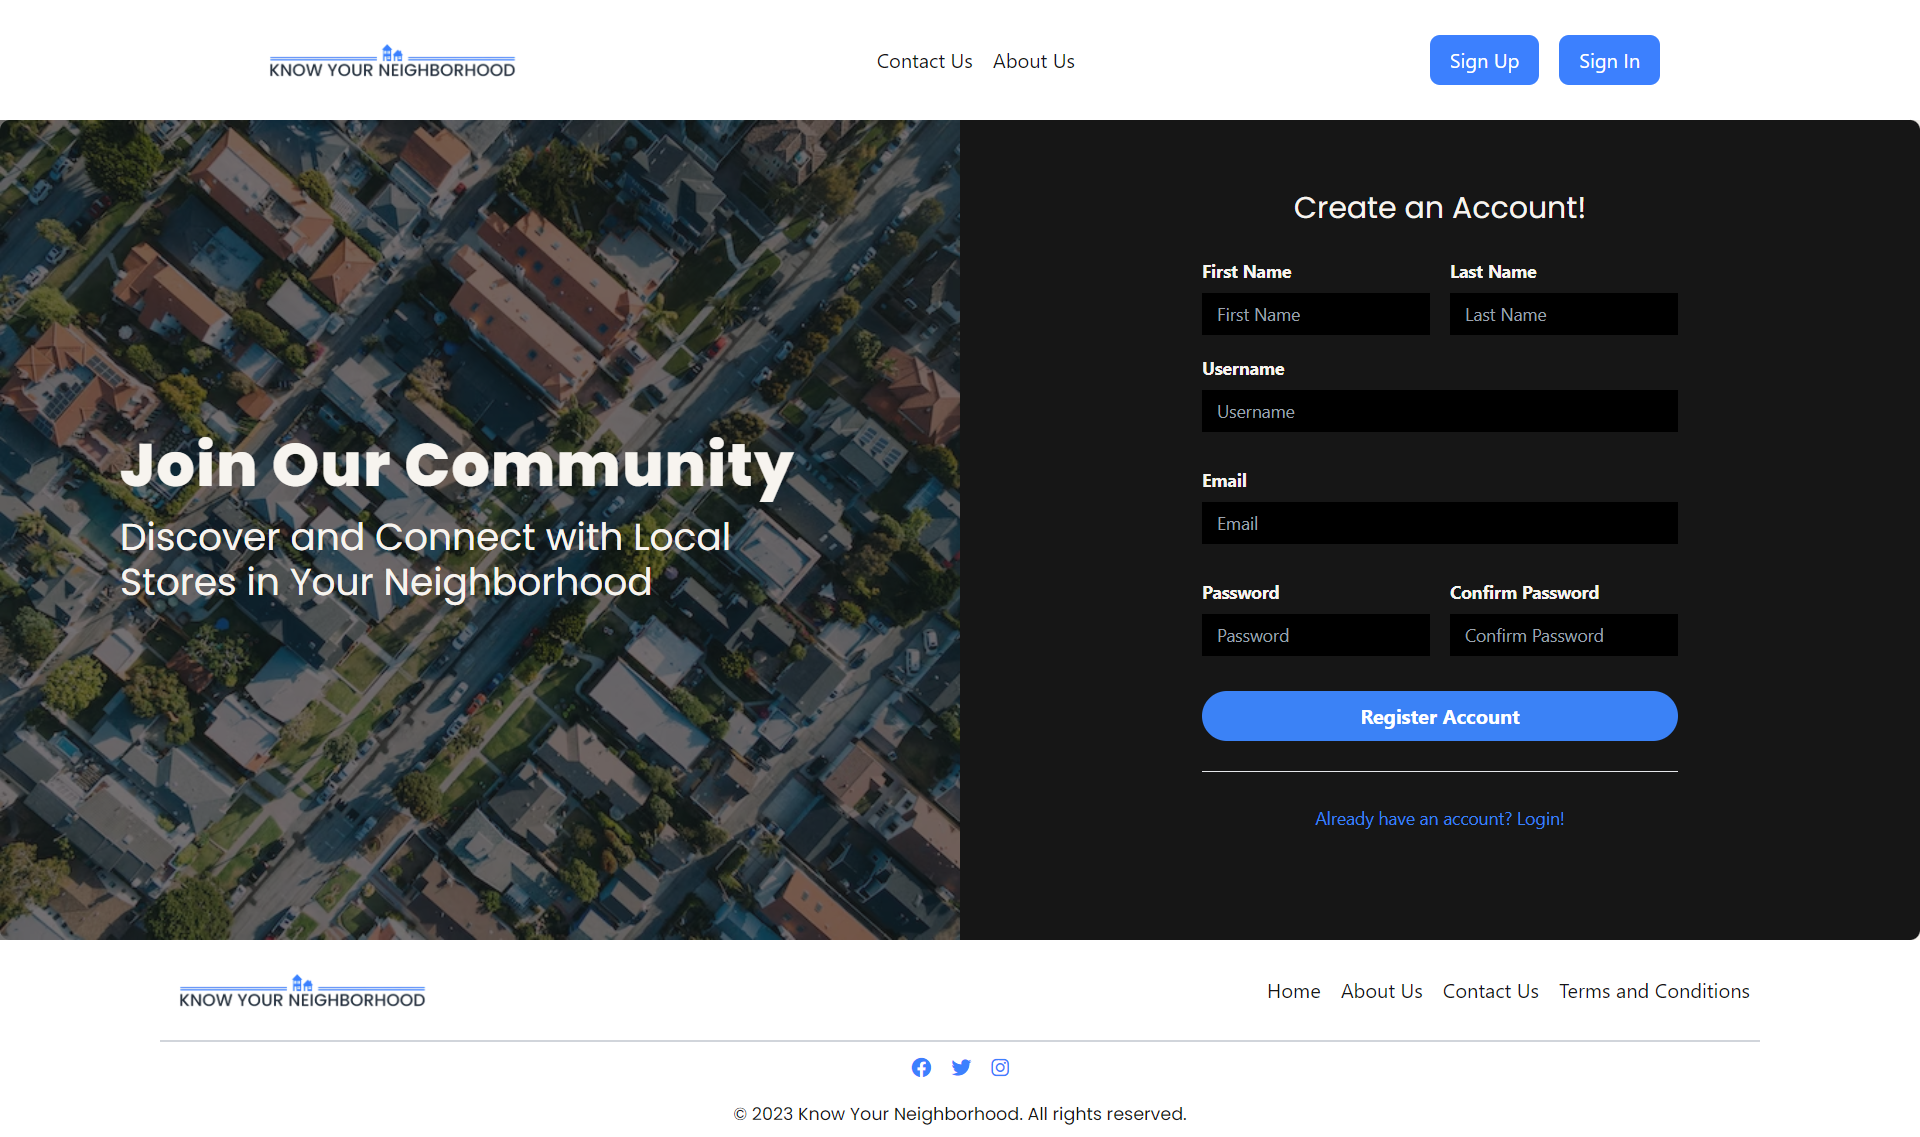 KNOW YOUR NEIGHBORHOOD
Contact Us About Us
Sign Up Sign In
Join Our Community
Discover and Connect with Local
Stores in Your Neighborhood
Create an Account!
First Name Last Name
First Name Last Name
Username
Username
Email
Email
Password Confirm Password
Password Confirm Password
Register Account
Already have an account? Login!
KNOW YOUR NEIGHBORHOOD
Home About Us Contact Us Terms and Conditions
© 2023 Know Your Neighborhood. All rights reserved.